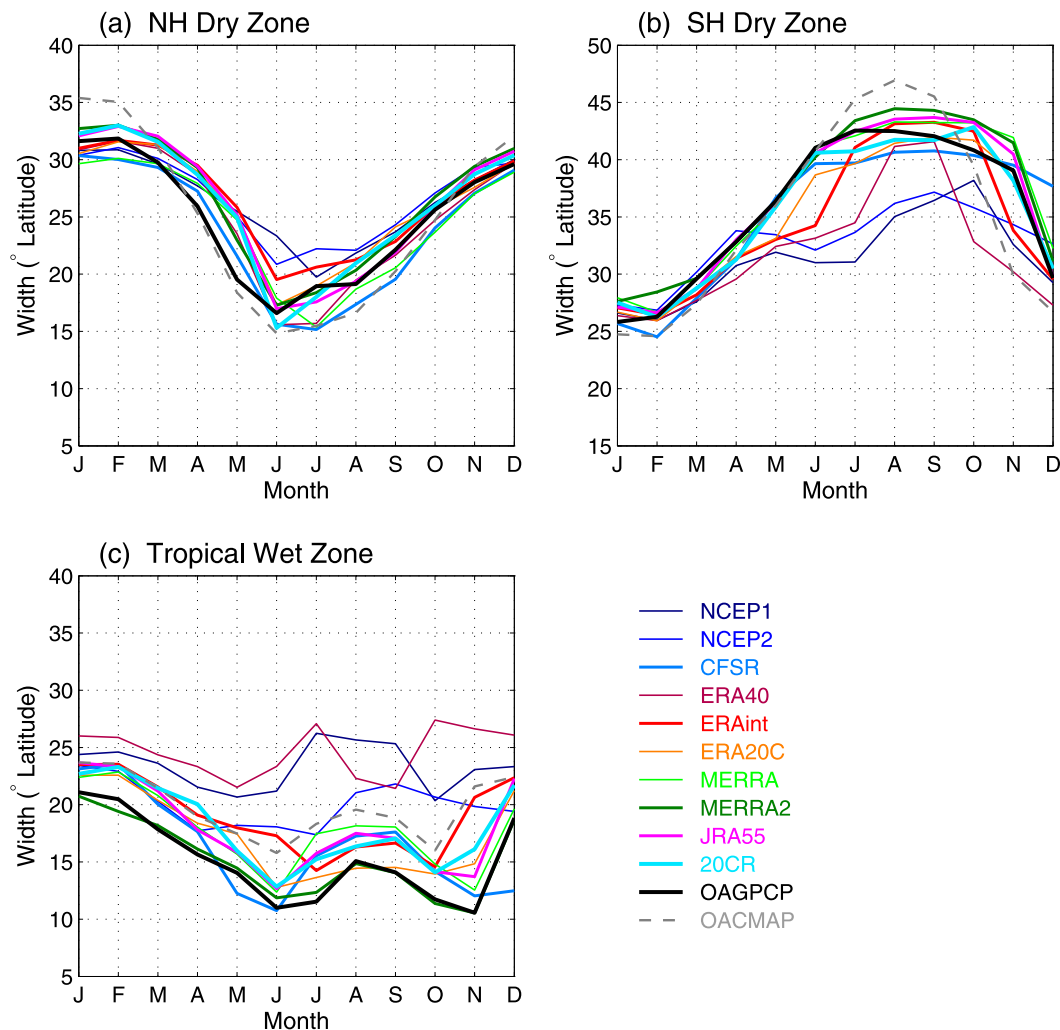 (a) NH Dry Zone
40
35
30
25
20
15
10
5
Width (° Latitude)
J F M A M J J A S O N D
Month
(b) SH Dry Zone
50
45
40
35
30
25
20
15
Width (° Latitude)
J F M A M J J A S O N D
Month
(c) Tropical Wet Zone
40
35
30
25
20
15
10
5
Width (° Latitude)
J F M A M J J A S O N D
Month
NCEP1
NCEP2
CFSR
ERA40
ERAint
ERA20C
MERRA
MERRA2
JRA55
20CR
OAGPCP
OACMAP